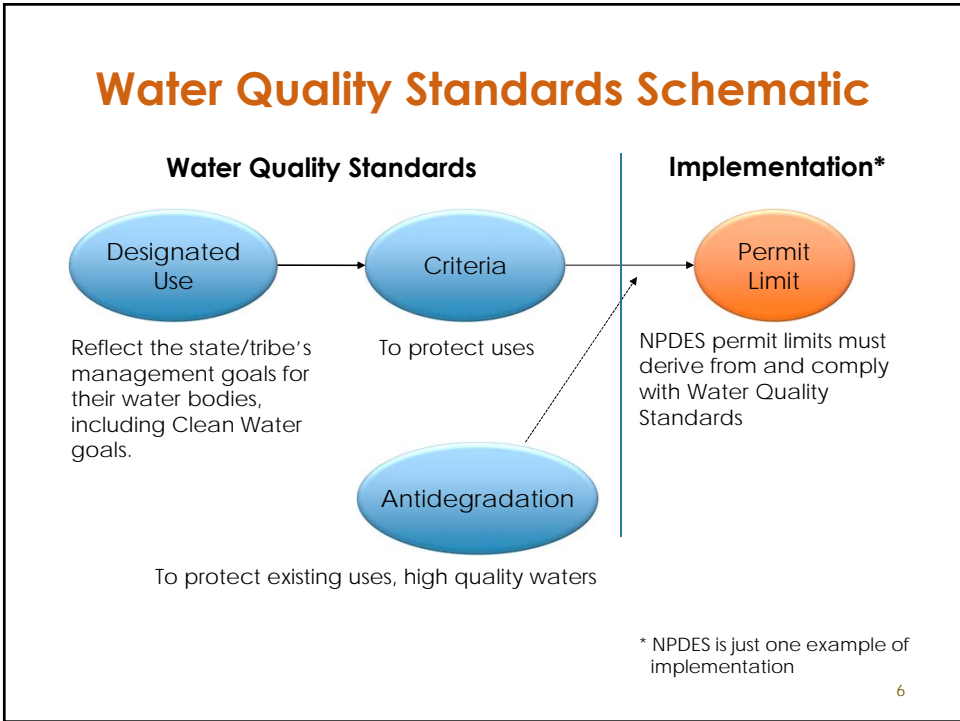 Water Quality Standards Schematic
Water Quality Standards
Implementation*
Designated
Use
Criteria
Permit
Limit
Reflect the state/tribe’s
management goals for
their water bodies,
including Clean Water
goals.
To protect uses
NPDES permit limits must
derive from and comply
with Water Quality
Standards
Antidegradation
To protect existing uses, high quality waters
* NPDES is just one example of
implementation
6